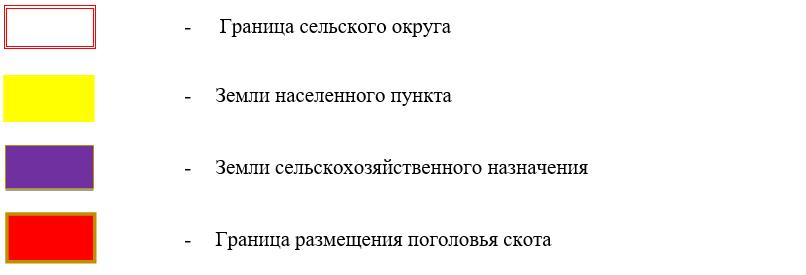 - Граница сельского округа
- Земли населенного пункта
- Земли сельскохозяйственного назначения
- Граница размещения поголовья скота